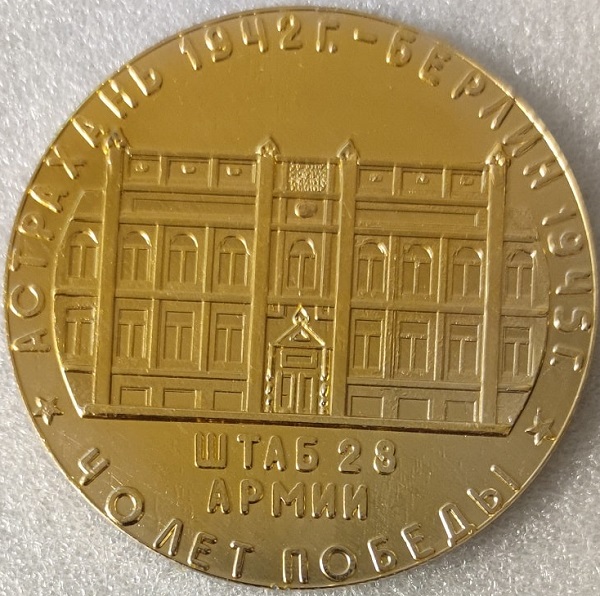 АСТРАХАНЬ 1942Г.-БЕРЛИН 1945Г
ШТАБ 28
АРМИИ
40 ЛЕТ ПОБЕДЫ